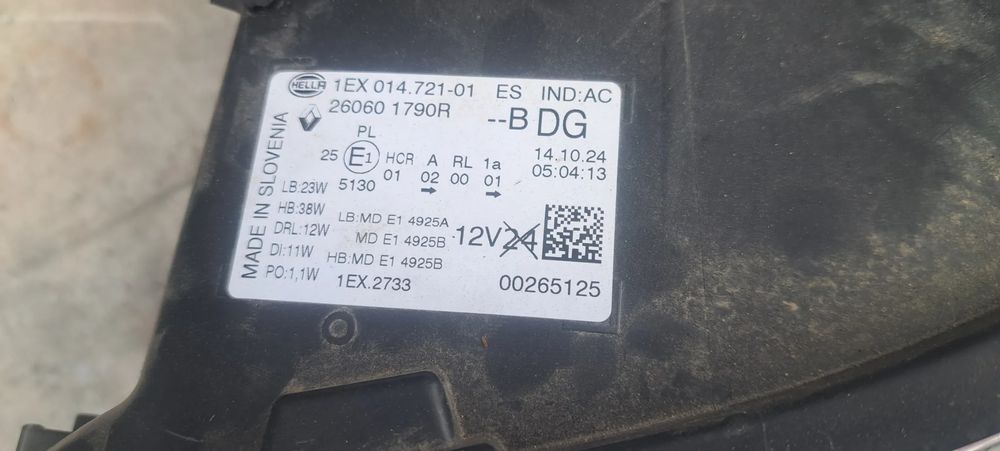 HELLA 1EX 014.721-01 ES IND:AC
26060 1790R --B DG
MADE IN SLOVENIA
PL
25 E1 HCR A RL 1a
01 02 00 01
5130
14.10.24
05:04:13
LB:23W
HB:38W
DRL:12W
DI:11W
PO:1,1W
LB:MD E1 4925A
MD E1 4925B
HB:MD E1 4925B
12V24
1EX.2733
00265125